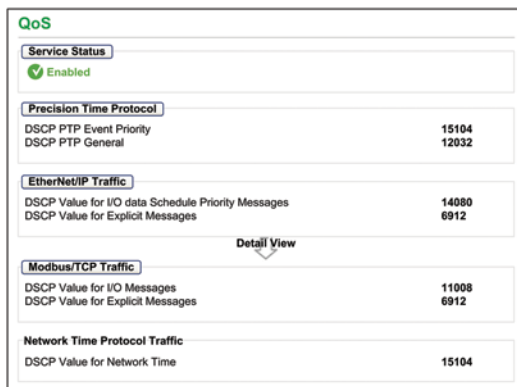 QoS
Service Status
Enabled
Precision Time Protocol
DSCP PTP Event Priority 15104
DSCP PTP General 12032
EtherNet/IP Traffic
DSCP Value for I/O data Schedule Priority Messages 14080
DSCP Value for Explicit Messages 6912
Detail View
Modbus/TCP Traffic
DSCP Value for I/O Messages 11008
DSCP Value for Explicit Messages 6912
Network Time Protocol Traffic
DSCP Value for Network Time 15104